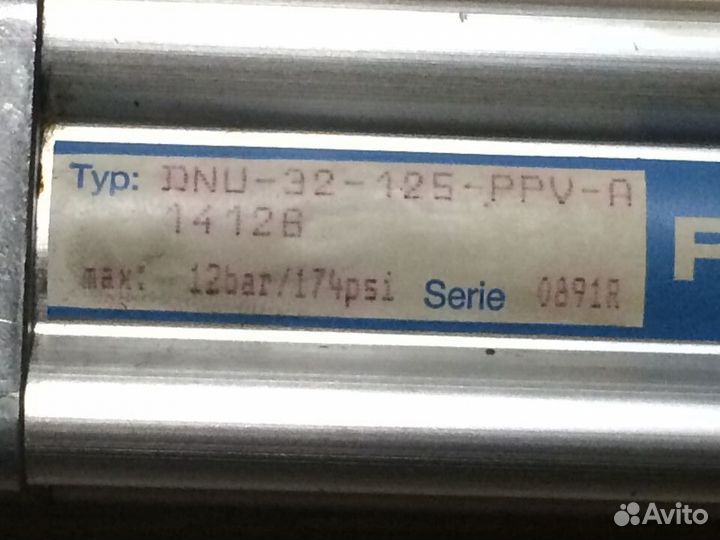 Typ: DNU-32-125-PPV-A
14128
max: 12bar/174psi Serie 0891R
F
Avito